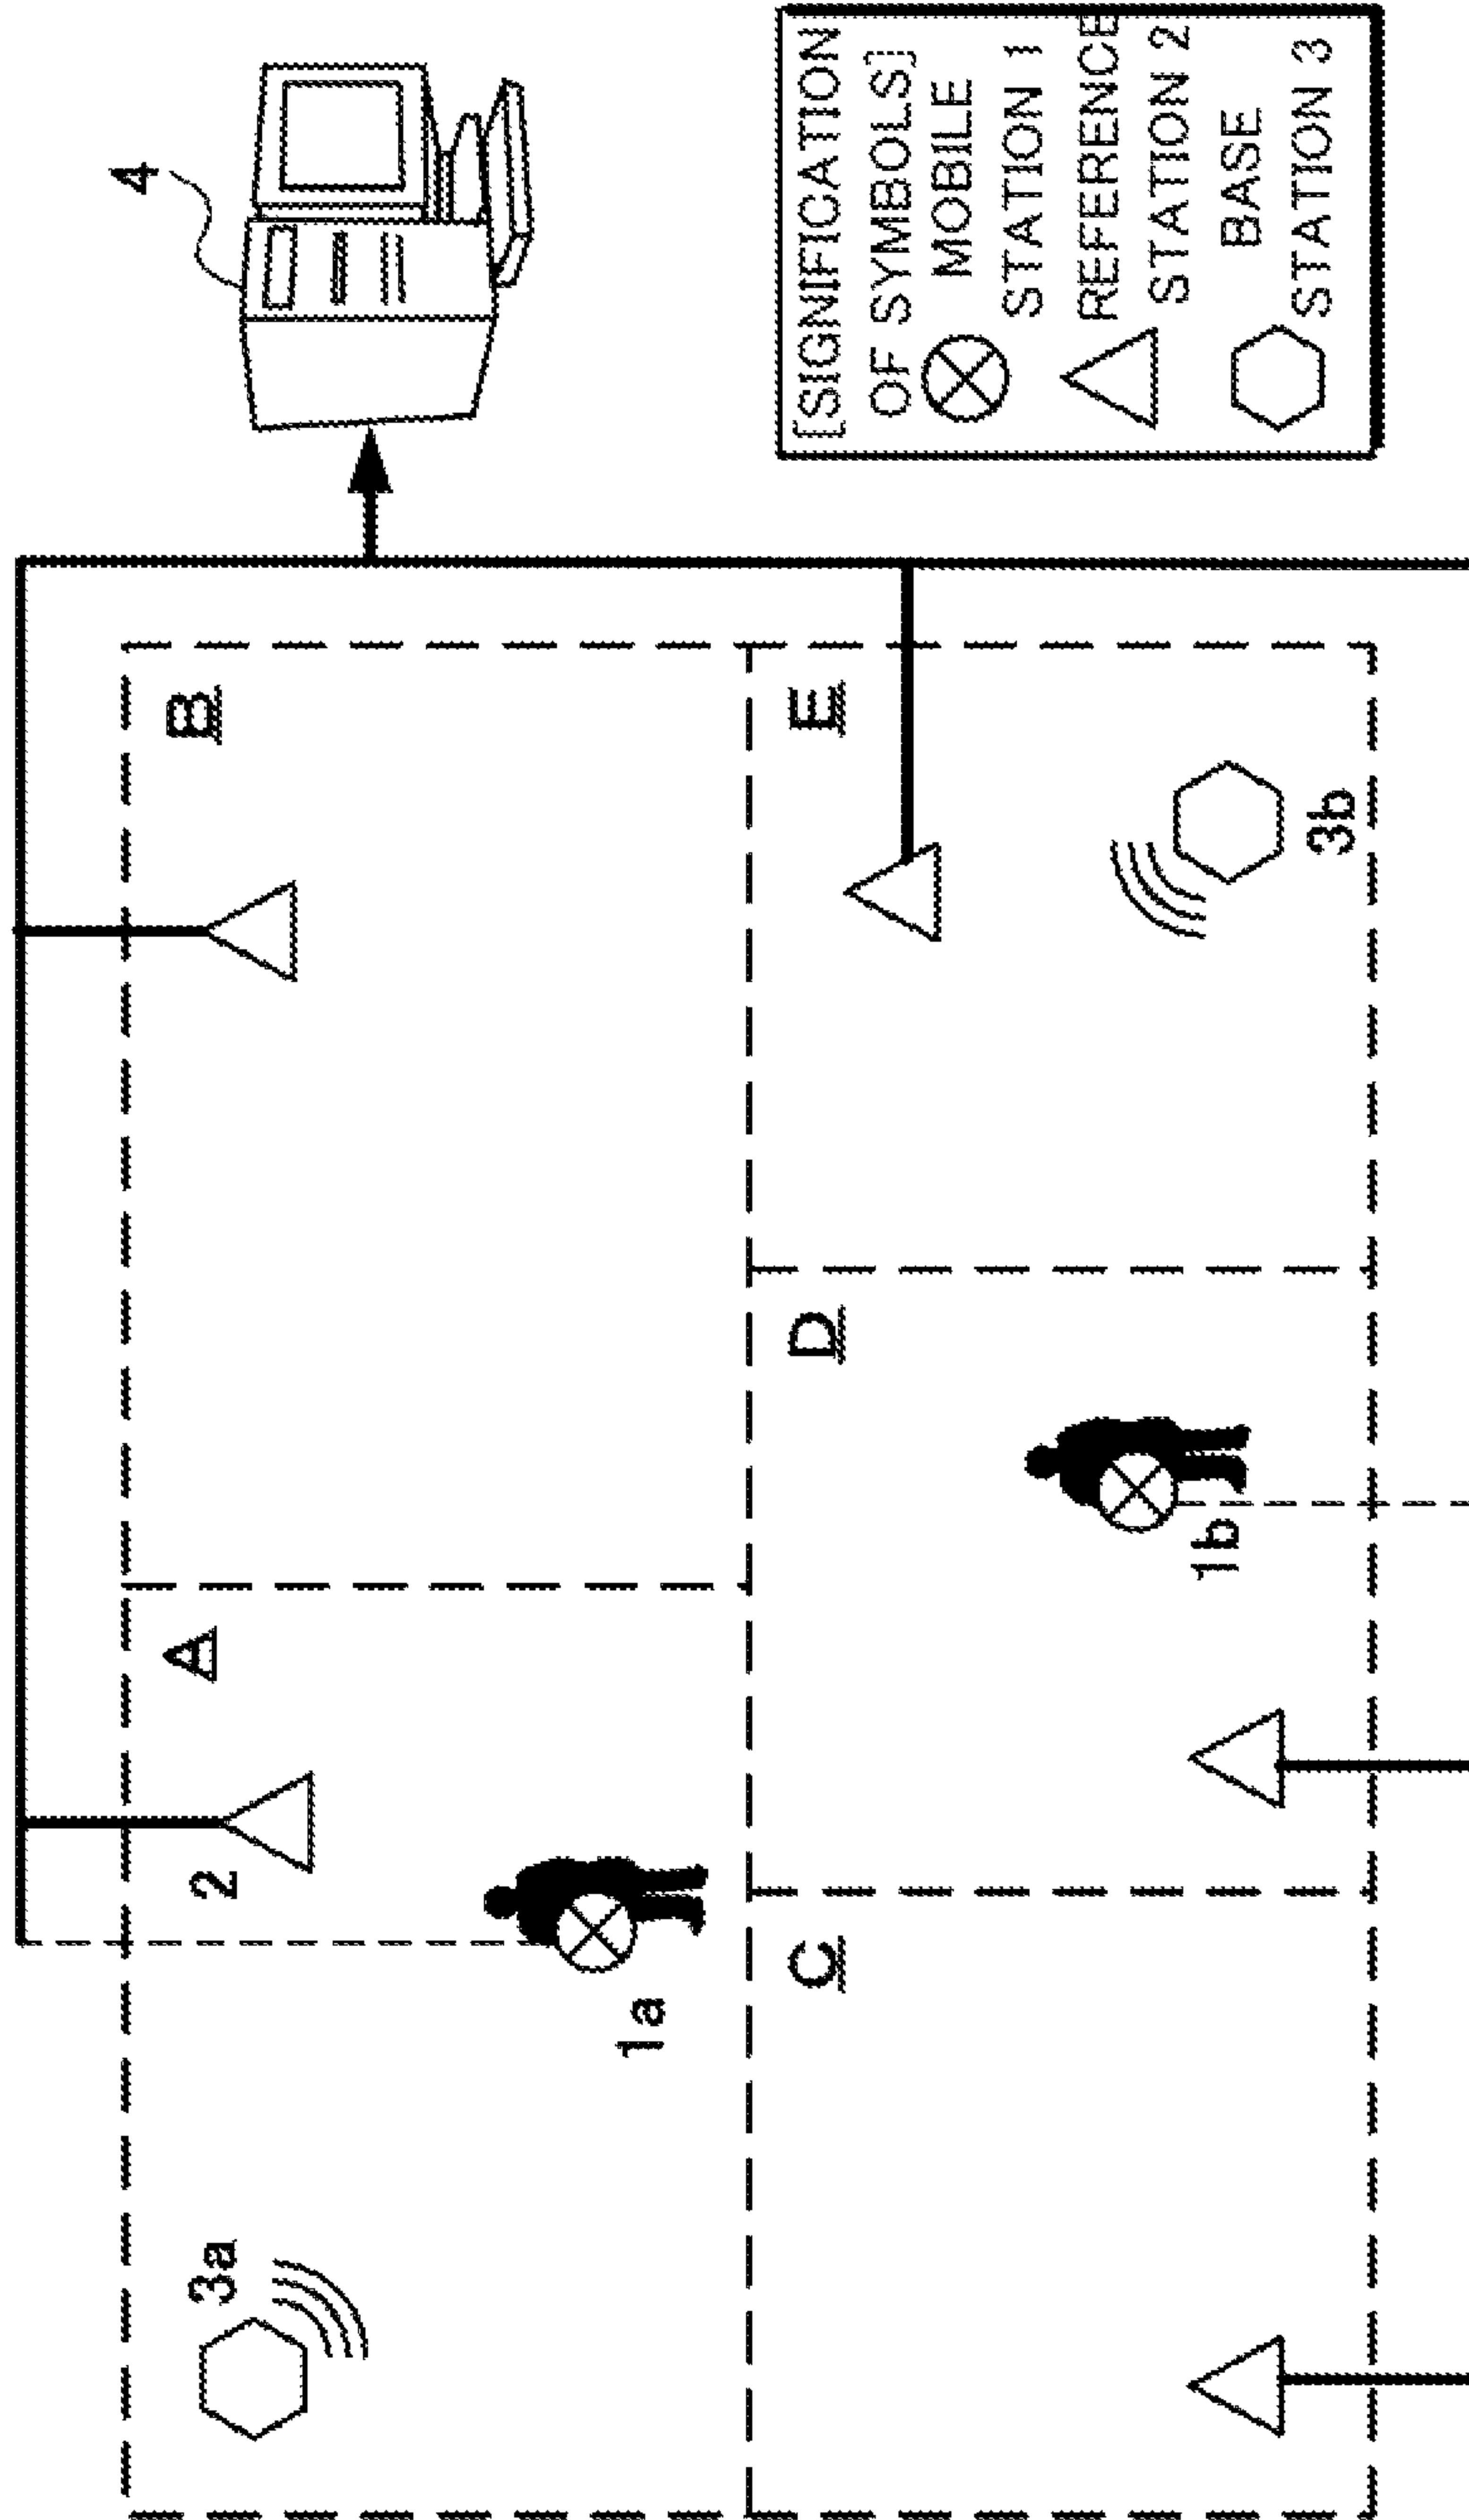 4
3a
2
A
B
1a
C
D
E
1b
3b
[SIGNIFICATION
OF SYMBOLS]
MOBILE
STATION 1
REFERENCE
STATION 2
BASE
STATION 3